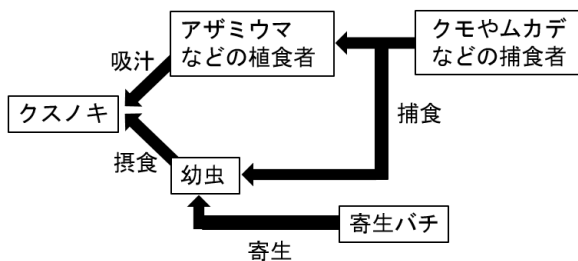 アザミウマ
などの植食者
クモやムカデ
などの捕食者
吸汁
クスノキ
捕食
摂食
幼虫
寄生バチ
寄生